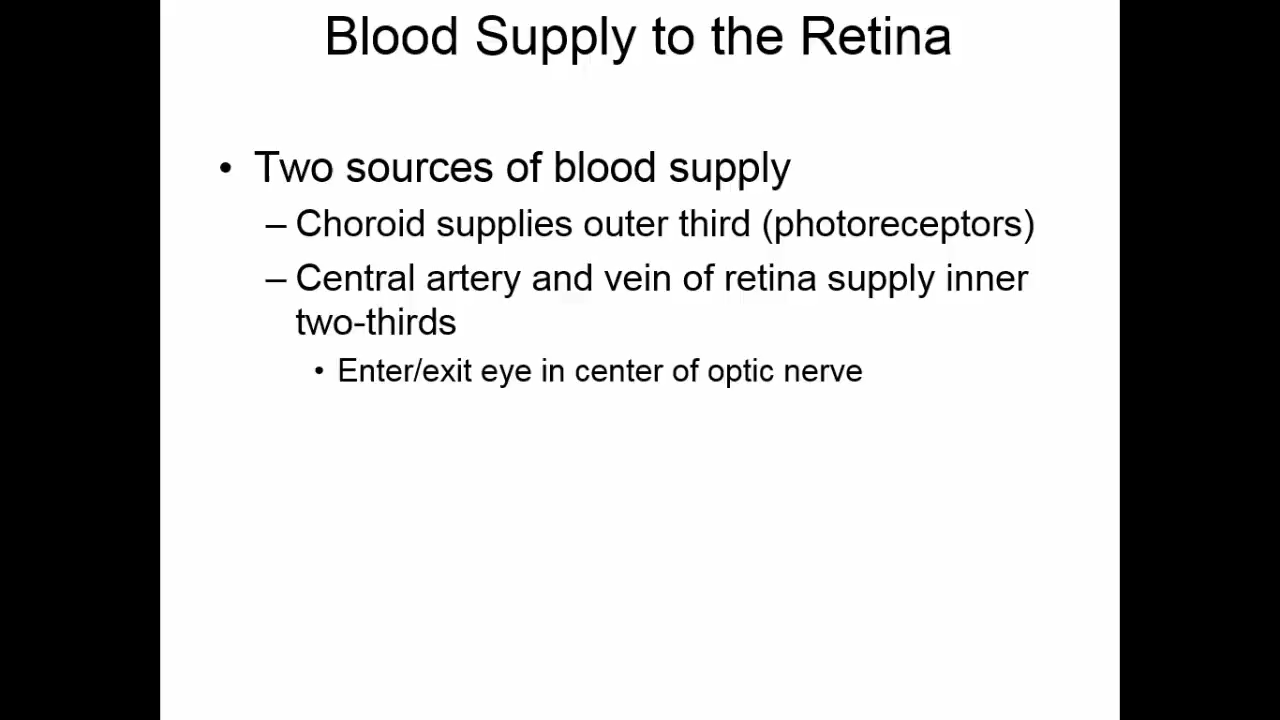 Blood Supply to the Retina
• Two sources of blood supply
– Choroid supplies outer third (photoreceptors)
– Central artery and vein of retina supply inner
two-thirds
• Enter/exit eye in center of optic nerve